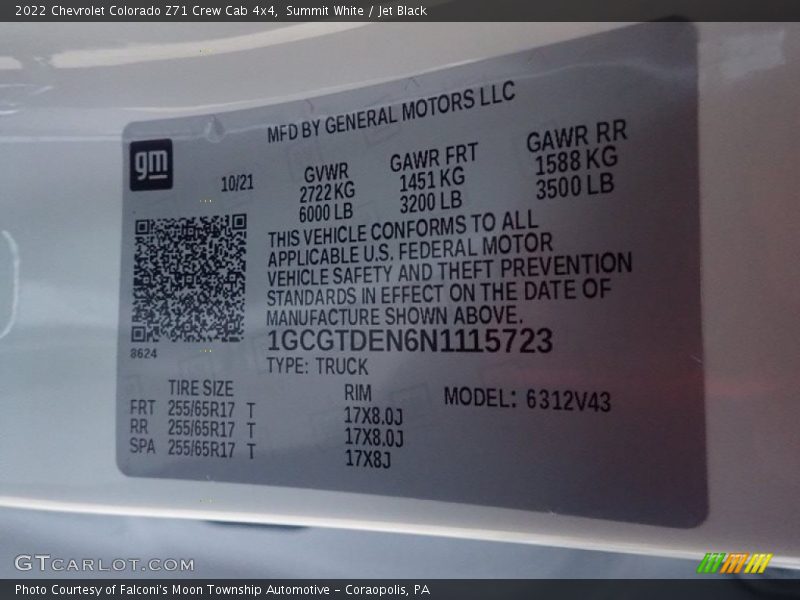 2022 Chevrolet Colorado Z71 Crew Cab 4x4, Summit White / Jet Black
MFD BY GENERAL MOTORS LLC
gm
10/21
GVWR
2722 KG
6000 LB
GAWR FRT
1451 KG
3200 LB
GAWR RR
1588 KG
3500 LB
THIS VEHICLE CONFORMS TO ALL
APPLICABLE U.S. FEDERAL MOTOR
VEHICLE SAFETY AND THEFT PREVENTION
STANDARDS IN EFFECT ON THE DATE OF
MANUFACTURE SHOWN ABOVE.
1GCGTDEN6N1115723
8624
TYPE: TRUCK
TIRE SIZE RIM MODEL: 6312V43
FRT 255/65R17 T 17X8.0J
RR 255/65R17 T 17X8.0J
SPA 255/65R17 T 17X8J
GTCARLOT.COM
Photo Courtesy of Falconi's Moon Township Automotive - Coraopolis, PA